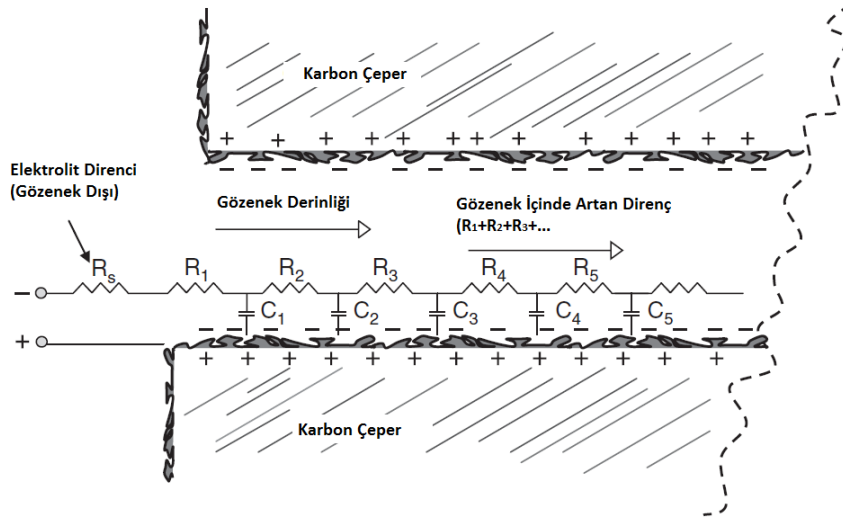 Karbon Çeper
+ + + + + + + + + + + +
− − − − − − − − − − − −
Elektrolit Direnci
(Gözenek Dışı)
Gözenek Derinliği
Gözenek İçinde Artan Direnç
(R₁+R₂+R₃+...
Rs R₁ R₂ R₃ R₄ R₅
−
C₁ C₂ C₃ C₄ C₅
+
+ + + + + + + + + + + +
Karbon Çeper